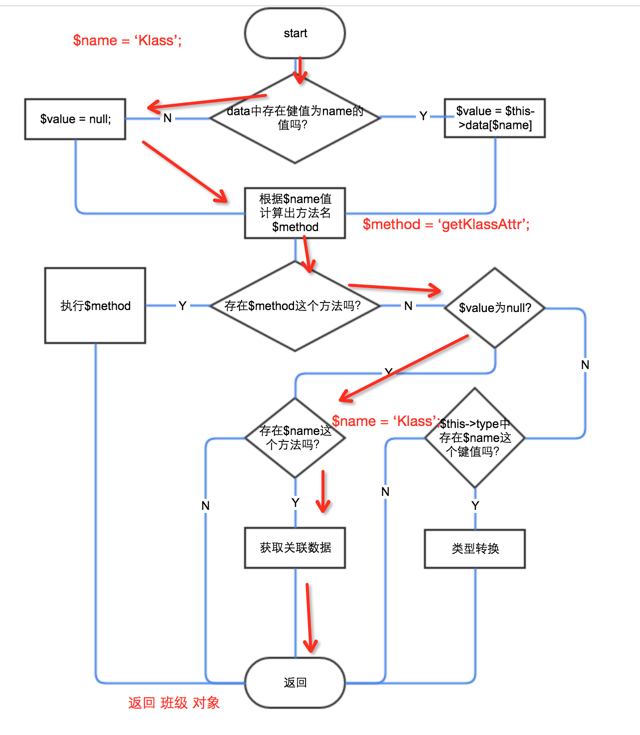 start
$name = ‘Klass’;
data中存在健值为name的
值吗?
N
Y
$value = null;
$value = $this-
>data[$name]
根据$name值
计算出方法名
$method
$method = ‘getKlassAttr’;
执行$method
Y
存在$method这个方法吗?
N
$value为null?
N
Y
$name = ‘Klass’;
存在$name这
个方法吗?
$this->type中
存在$name这
个键值吗?
N
Y
N
Y
获取关联数据
类型转换
返回
返回 班级 对象